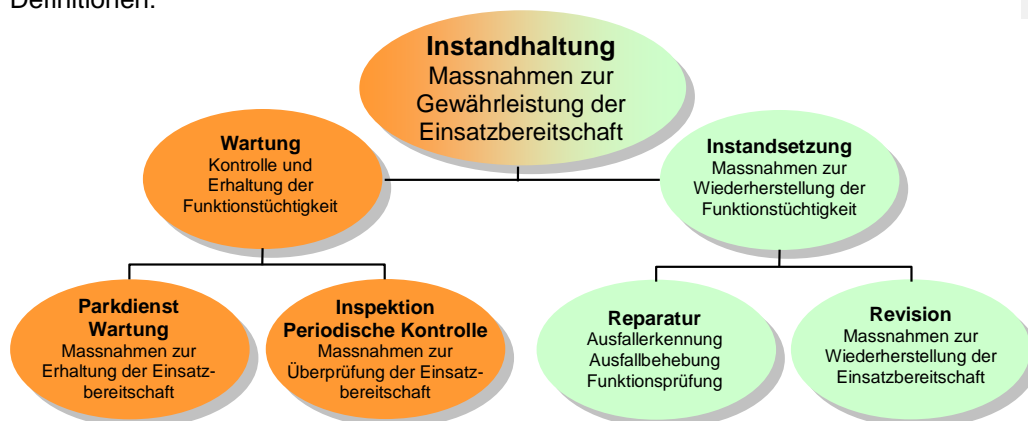 Definitionen:
Instandhaltung
Massnahmen zur
Gewährleistung der
Einsatzbereitschaft
Wartung
Kontrolle und
Erhaltung der
Funktionstüchtigkeit
Instandsetzung
Massnahmen zur
Wiederherstellung der
Funktionstüchtigkeit
Parkdienst
Wartung
Massnahmen zur
Erhaltung der Einsatz-
bereitschaft
Inspektion
Periodische Kontrolle
Massnahmen zur
Überprüfung der Einsatz-
bereitschaft
Reparatur
Ausfallerkennung
Ausfallbehebung
Funktionsprüfung
Revision
Massnahmen zur
Wiederherstellung der
Einsatzbereitschaft